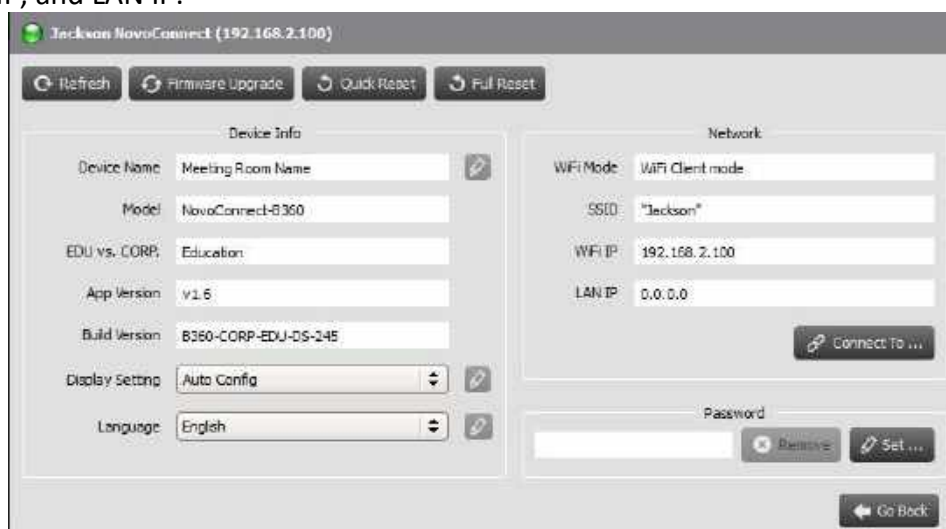 , and LAN IP.
Jackson NovoConnect (192.168.2.100)
Refresh Firmware Upgrade Quick Reset Full Reset
Device Info
Device Name Meeting Room Name
Model NovoConnect-B360
EDU vs. CORP. Education
App Version v1.6
Build Version B360-CORP-EDU-DS-245
Display Setting Auto Config
Language English
Network
WiFi Mode WiFi Client mode
SSID "Jackson"
WiFi IP 192.168.2.100
LAN IP 0.0.0.0
Connect To ...
Password
Remove Set ...
Go Back